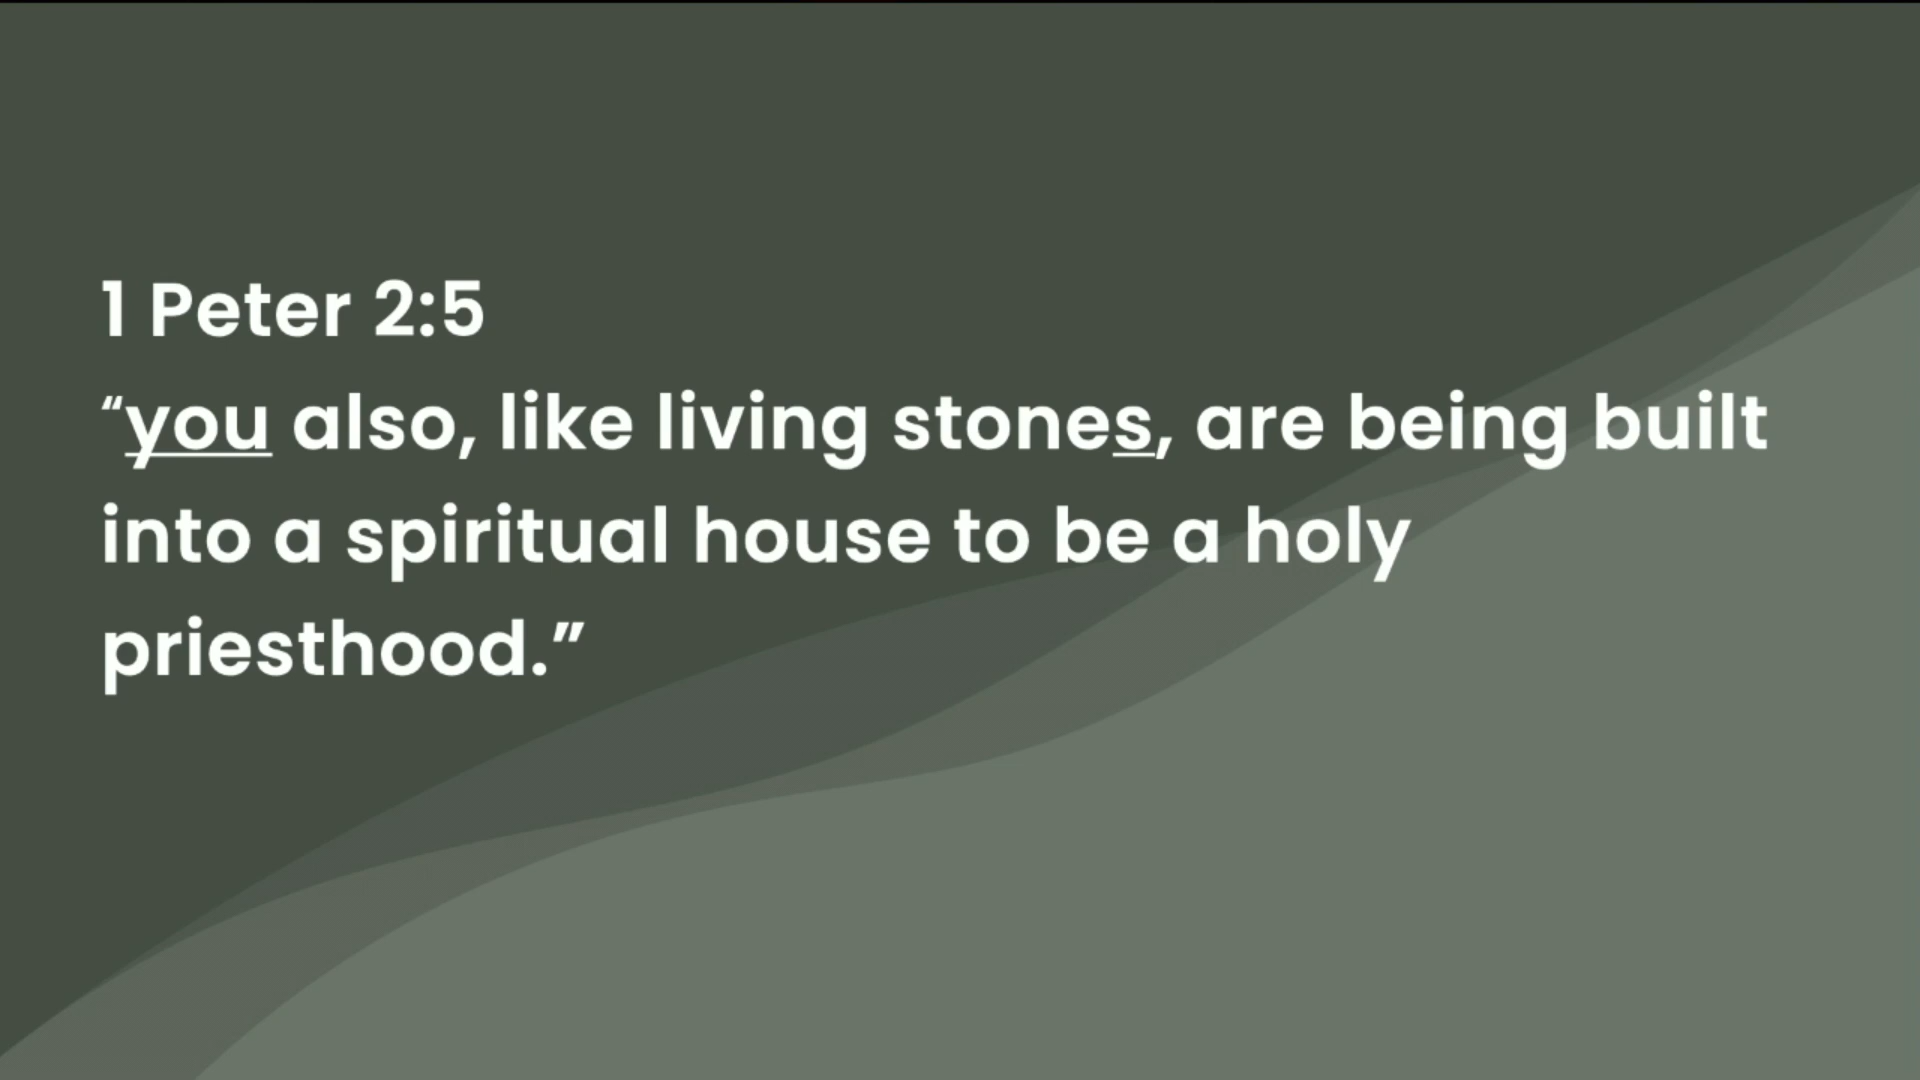 1 Peter 2:5
“you also, like living stones, are being built
into a spiritual house to be a holy
priesthood.”